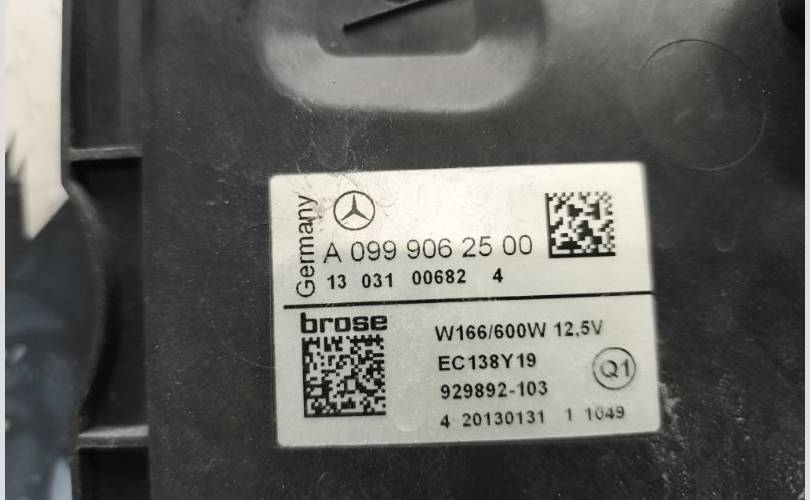 Germany
A 099 906 25 00
13 031 00682 4
brose
W166/600W 12,5V
EC138Y19
929892-103
Q1
4 20130131 1 1049